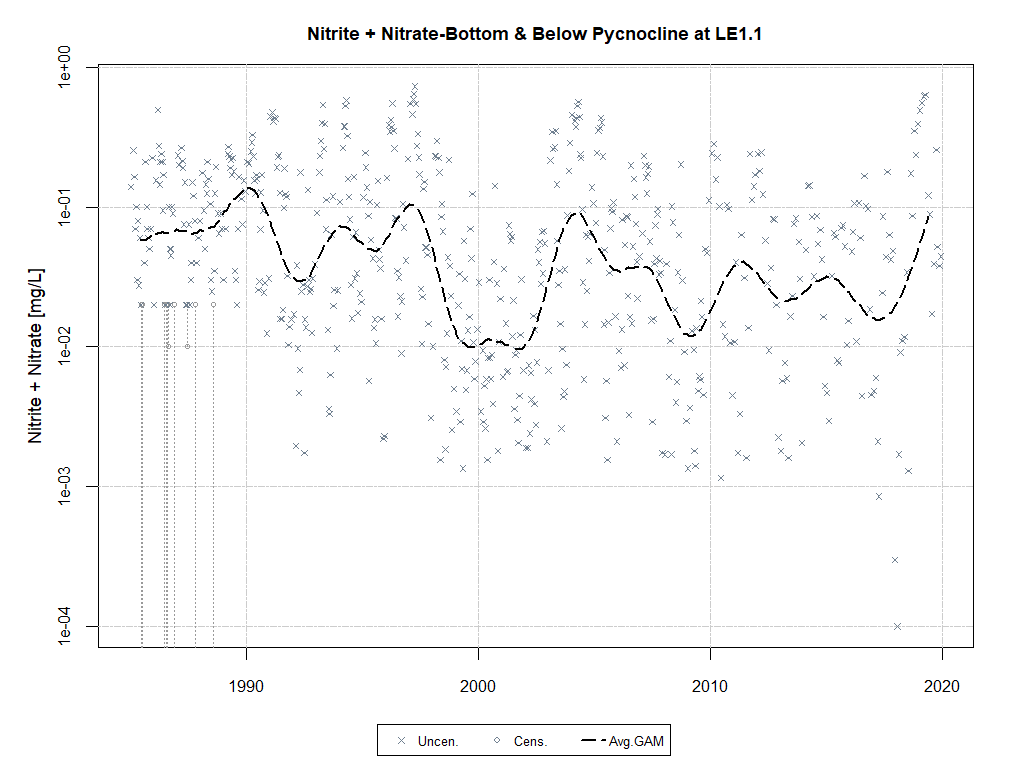 Nitrite + Nitrate-Bottom & Below Pycnocline at LE1.1
Nitrite + Nitrate [mg/L]
1e+00
1e-01
1e-02
1e-03
1e-04
1990
2000
2010
2020
Uncen.
Cens.
Avg.GAM